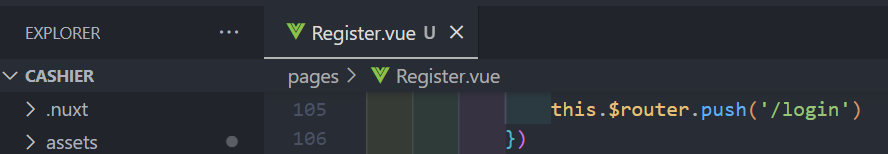 EXPLORER ...
Register.vue U
CASHIER
pages > Register.vue
> .nuxt
105 this.$router.push('/login')
> assets
106 })